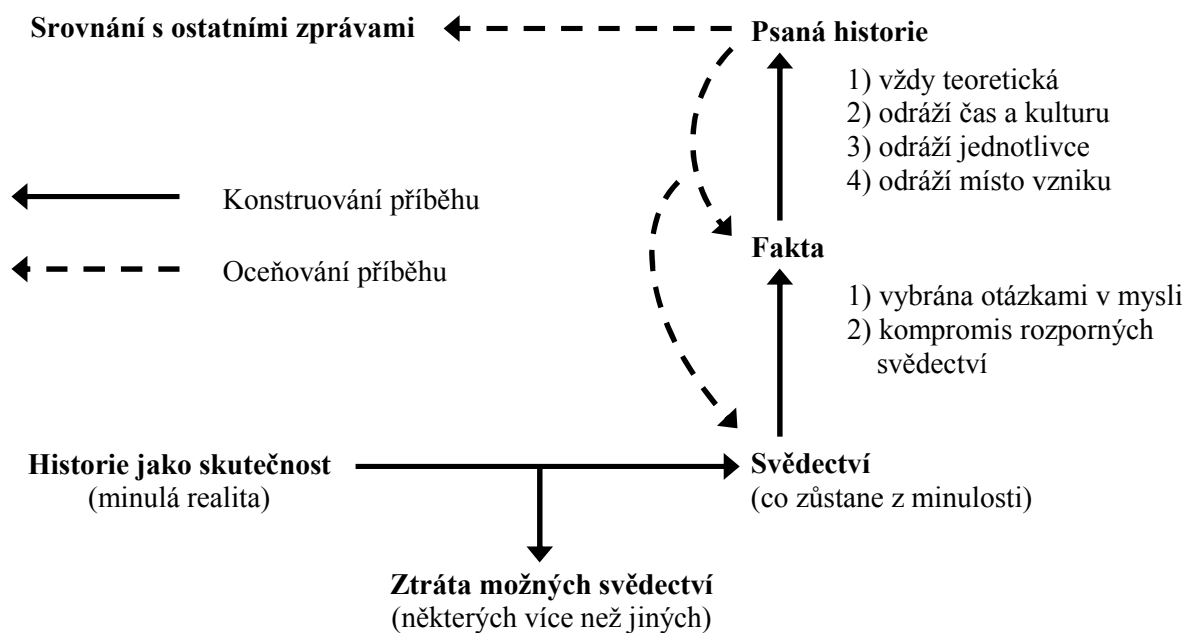 Srovnání s ostatními zprávami
Psaná historie
1) vždy teoretická
2) odráží čas a kulturu
3) odráží jednotlivce
4) odráží místo vzniku
Konstruování příběhu
Oceňování příběhu
Fakta
1) vybrána otázkami v mysli
2) kompromis rozporných
svědectví
Historie jako skutečnost
(minulá realita)
Svědectví
(co zůstane z minulosti)
Ztráta možných svědectví
(některých více než jiných)